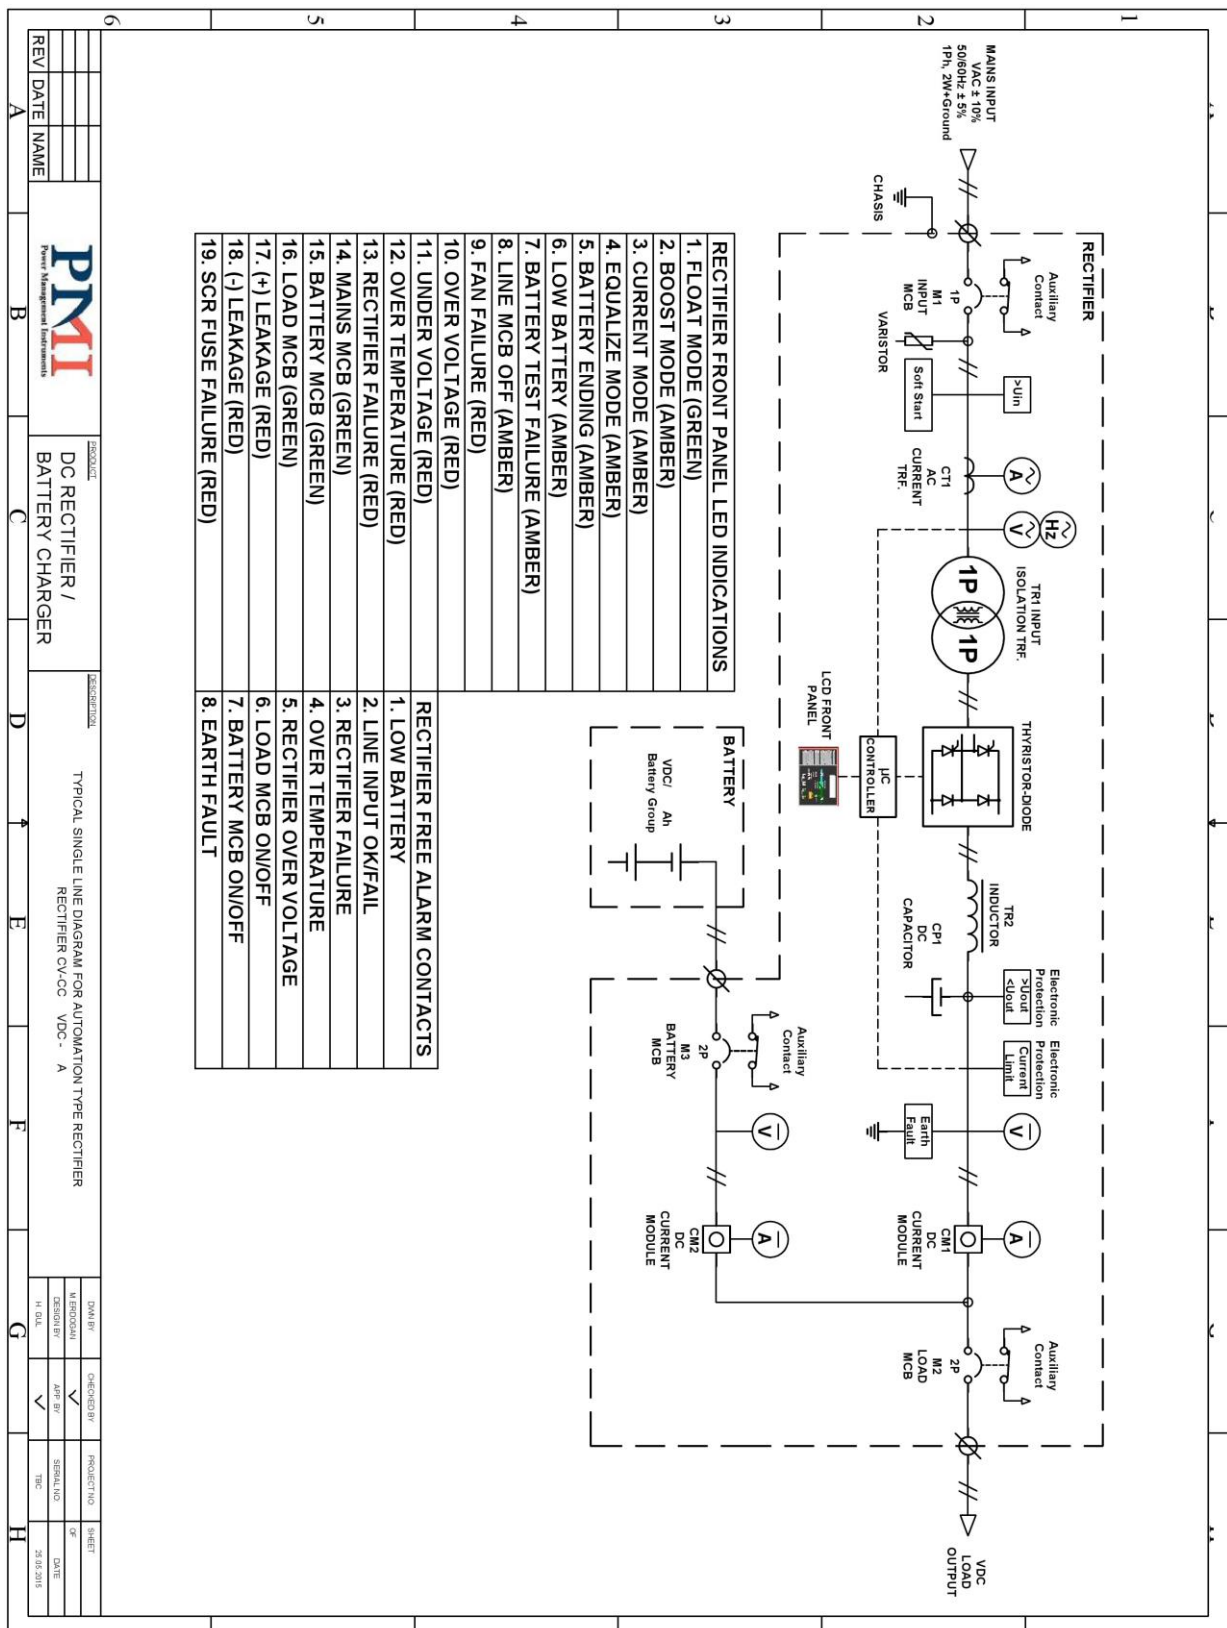 1
2
3
4
5
6
MAINS INPUT
VAC ± 10%
50/60Hz ± 5%
1Ph, 2W+Ground
CHASIS
RECTIFIER
Auxiliary
Contact
1P
M1
INPUT
MCB
VARISTOR
>Uin
Soft Start
A
CT1
AC
CURRENT
TRF.
Hz
V
TR1 INPUT
ISOLATION TRF.
1P
1P
THYRISTOR-DIODE
µC
CONTROLLER
LCD FRONT
PANEL
TR2
INDUCTOR
CP1
DC
CAPACITOR
Electronic
Protection
>Uout
<Uout
Electronic
Protection
Current
Limit
V
Earth
Fault
A
CM1
DC
CURRENT
MODULE
Auxiliary
Contact
2P
M2
LOAD
MCB
VDC
LOAD
OUTPUT
BATTERY
VDC/ Ah
Battery Group
Auxiliary
Contact
2P
M3
BATTERY
MCB
V
A
CM2
DC
CURRENT
MODULE
RECTIFIER FRONT PANEL LED INDICATIONS
1. FLOAT MODE (GREEN)
2. BOOST MODE (AMBER)
3. CURRENT MODE (AMBER)
4. EQUALIZE MODE (AMBER)
5. BATTERY ENDING (AMBER)
6. LOW BATTERY (AMBER)
7. BATTERY TEST FAILURE (AMBER)
8. LINE MCB OFF (AMBER)
9. FAN FAILURE (RED)
10. OVER VOLTAGE (RED)
11. UNDER VOLTAGE (RED)
12. OVER TEMPERATURE (RED)
13. RECTIFIER FAILURE (RED)
14. MAINS MCB (GREEN)
15. BATTERY MCB (GREEN)
16. LOAD MCB (GREEN)
17. (+) LEAKAGE (RED)
18. (-) LEAKAGE (RED)
19. SCR FUSE FAILURE (RED)
RECTIFIER FREE ALARM CONTACTS
1. LOW BATTERY
2. LINE INPUT OK/FAIL
3. RECTIFIER FAILURE
4. OVER TEMPERATURE
5. RECTIFIER OVER VOLTAGE
6. LOAD MCB ON/OFF
7. BATTERY MCB ON/OFF
8. EARTH FAULT
REV DATE NAME
PMI
Power Management Instruments
PRODUCT
DC RECTIFIER /
BATTERY CHARGER
DESCRIPTION
TYPICAL SINGLE LINE DIAGRAM FOR AUTOMATION TYPE RECTIFIER
RECTIFIER CV-CC VDC - A
DWN BY CHECKED BY PROJECT NO SHEET
M.ERDOGAN OF
DESIGN BY APP. BY SERIAL NO DATE
H. GUL TBC 25.05.2015
A B C D E F G H